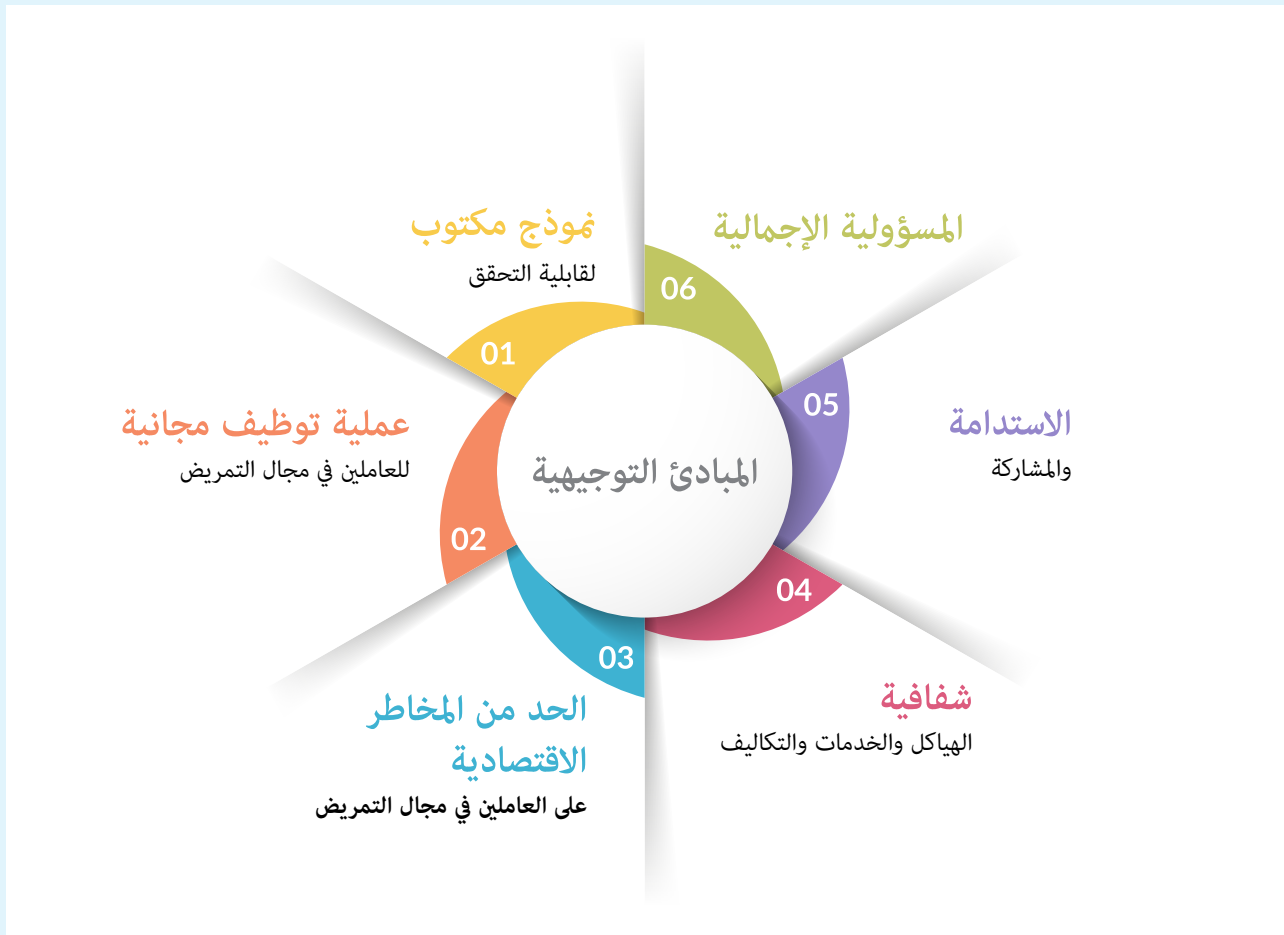 المبادئ التوجيهية
01
نموذج مكتوب
لقابلية التحقق
02
عملية توظيف مجانية
للعاملين في مجال التمريض
03
الحد من المخاطر
الاقتصادية
على العاملين في مجال التمريض
04
شفافية
الهياكل والخدمات والتكاليف
05
الاستدامة
والمشاركة
06
المسؤولية الإجمالية